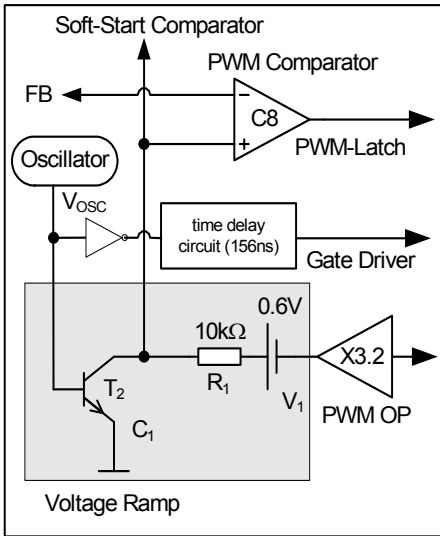 Soft-Start Comparator
PWM Comparator
FB
C8
Oscillator
PWM-Latch
VOSC
time delay
circuit (156ns)
Gate Driver
0.6V
10kΩ
X3.2
T2
R1
V1
C1
PWM OP
Voltage Ramp